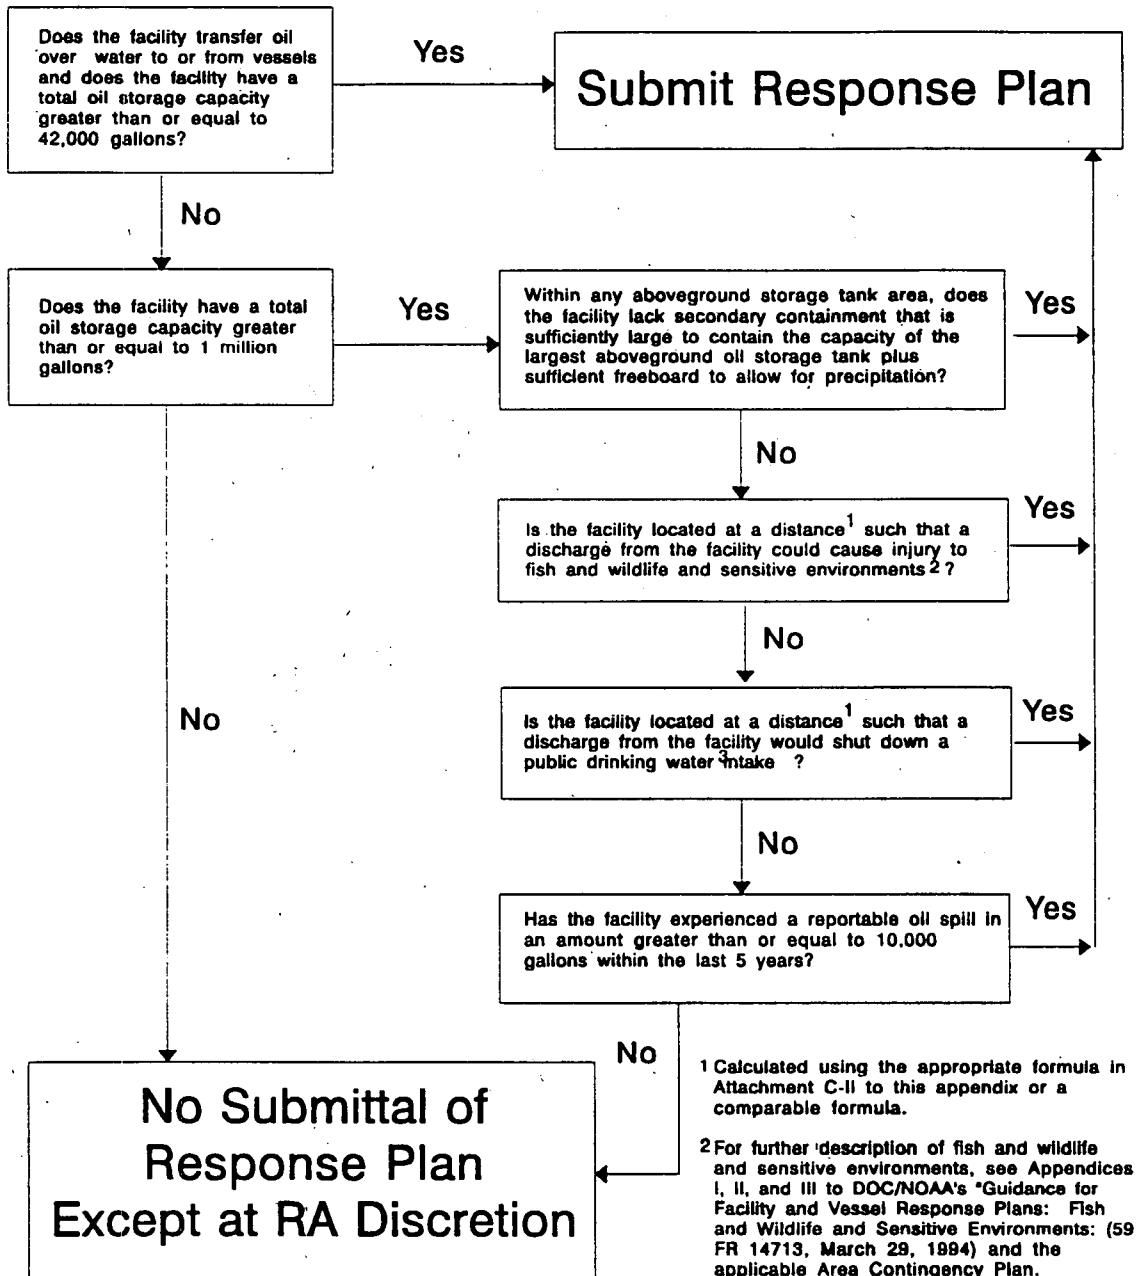 Does the facility transfer oil
over water to or from vessels
and does the facility have a
total oil storage capacity
greater than or equal to
42,000 gallons?
Yes
Submit Response Plan
No
Does the facility have a total
oil storage capacity greater
than or equal to 1 million
gallons?
Yes
Within any aboveground storage tank area, does
the facility lack secondary containment that is
sufficiently large to contain the capacity of the
largest aboveground oil storage tank plus
sufficient freeboard to allow for precipitation?
Yes
No
Is the facility located at a distance1 such that a
discharge from the facility could cause injury to
fish and wildlife and sensitive environments2?
Yes
No
No
Is the facility located at a distance1 such that a
discharge from the facility would shut down a
public drinking water 3intake ?
Yes
No
Has the facility experienced a reportable oil spill in
an amount greater than or equal to 10,000
gallons within the last 5 years?
Yes
No
No Submittal of
Response Plan
Except at RA Discretion
1 Calculated using the appropriate formula in
Attachment C-II to this appendix or a
comparable formula.
2 For further description of fish and wildlife
and sensitive environments, see Appendices
I, II, and III to DOC/NOAA's "Guidance for
Facility and Vessel Response Plans: Fish
and Wildlife and Sensitive Environments: (59
FR 14713, March 29, 1994) and the
applicable Area Contingency Plan.